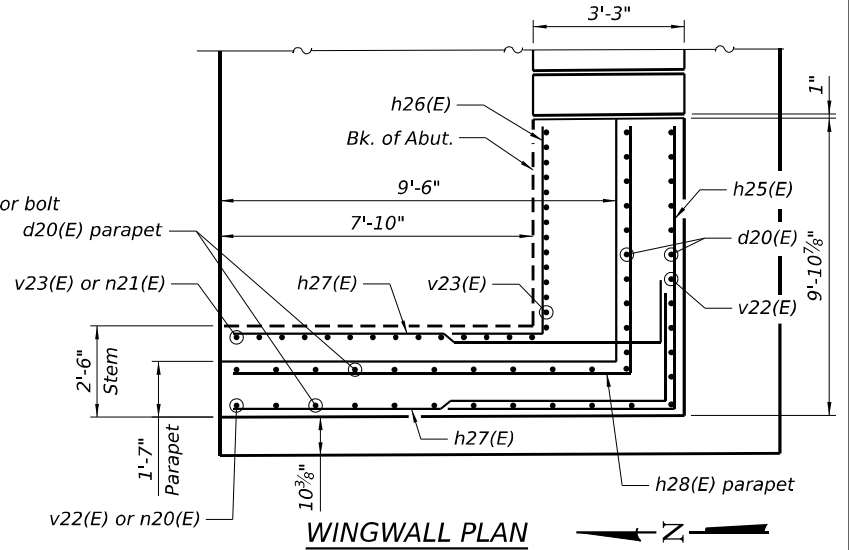 3'-3"
1"
h26(E)
Bk. of Abut.
9'-6"
h25(E)
or bolt
d20(E) parapet
7'-10"
d20(E)
v23(E) or n21(E)
h27(E)
v23(E)
v22(E)
9'-10⅞"
2'-6"
Stem
1'-7"
Parapet
h27(E)
10⅜"
h28(E) parapet
v22(E) or n20(E)
WINGWALL PLAN
N